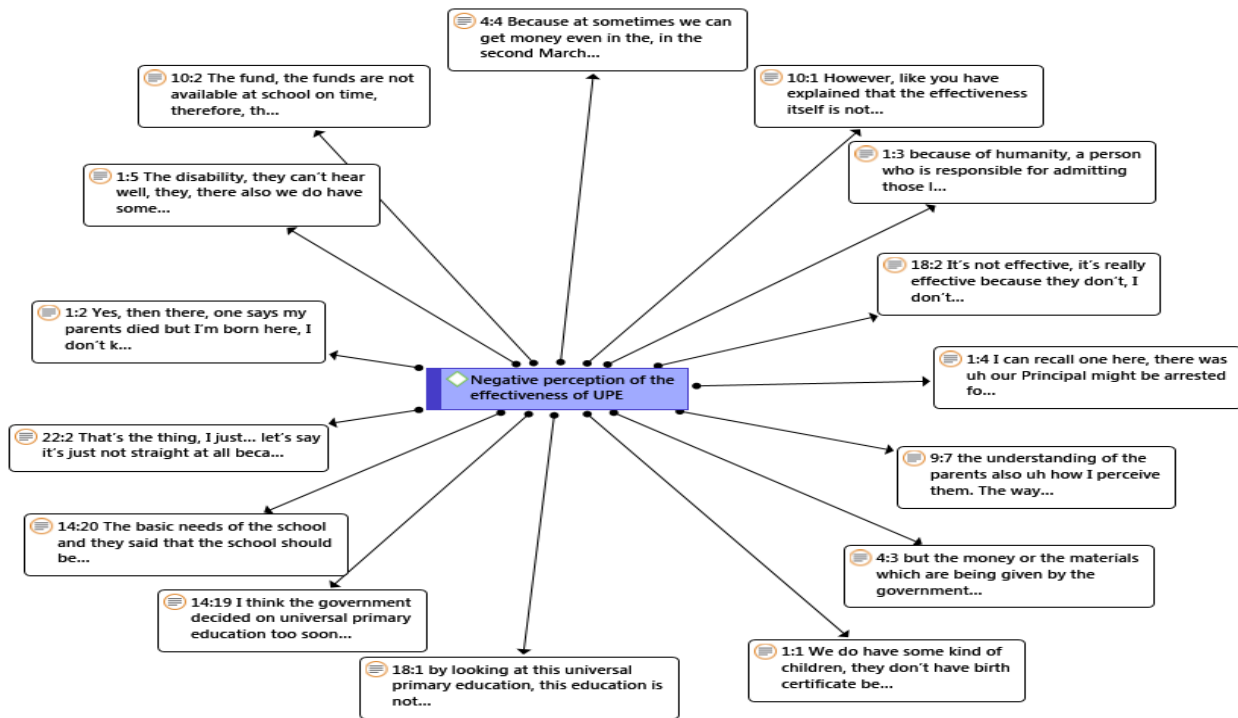 4:4 Because at sometimes we can
get money even in the, in the
second March...
10:2 The fund, the funds are not
available at school on time,
therefore, th...
10:1 However, like you have
explained that the effectiveness
itself is not...
1:5 The disability, they can't hear
well, they, there also we do have
some...
1:3 because of humanity, a person
who is responsible for admitting
those l...
18:2 It's not effective, it's really
effective because they don't, I
don't...
1:2 Yes, then there, one says my
parents died but I'm born here, I
don't k...
1:4 I can recall one here, there was
uh our Principal might be arrested
fo...
Negative perception of the
effectiveness of UPE
22:2 That's the thing, I just... let's say
it's just not straight at all beca...
9:7 the understanding of the
parents also uh how I perceive
them. The way...
14:20 The basic needs of the school
and they said that the school should
be...
4:3 but the money or the materials
which are being given by the
government...
14:19 I think the government
decided on universal primary
education too soon...
18:1 by looking at this universal
primary education, this education is
not...
1:1 We do have some kind of
children, they don't have birth
certificate be...